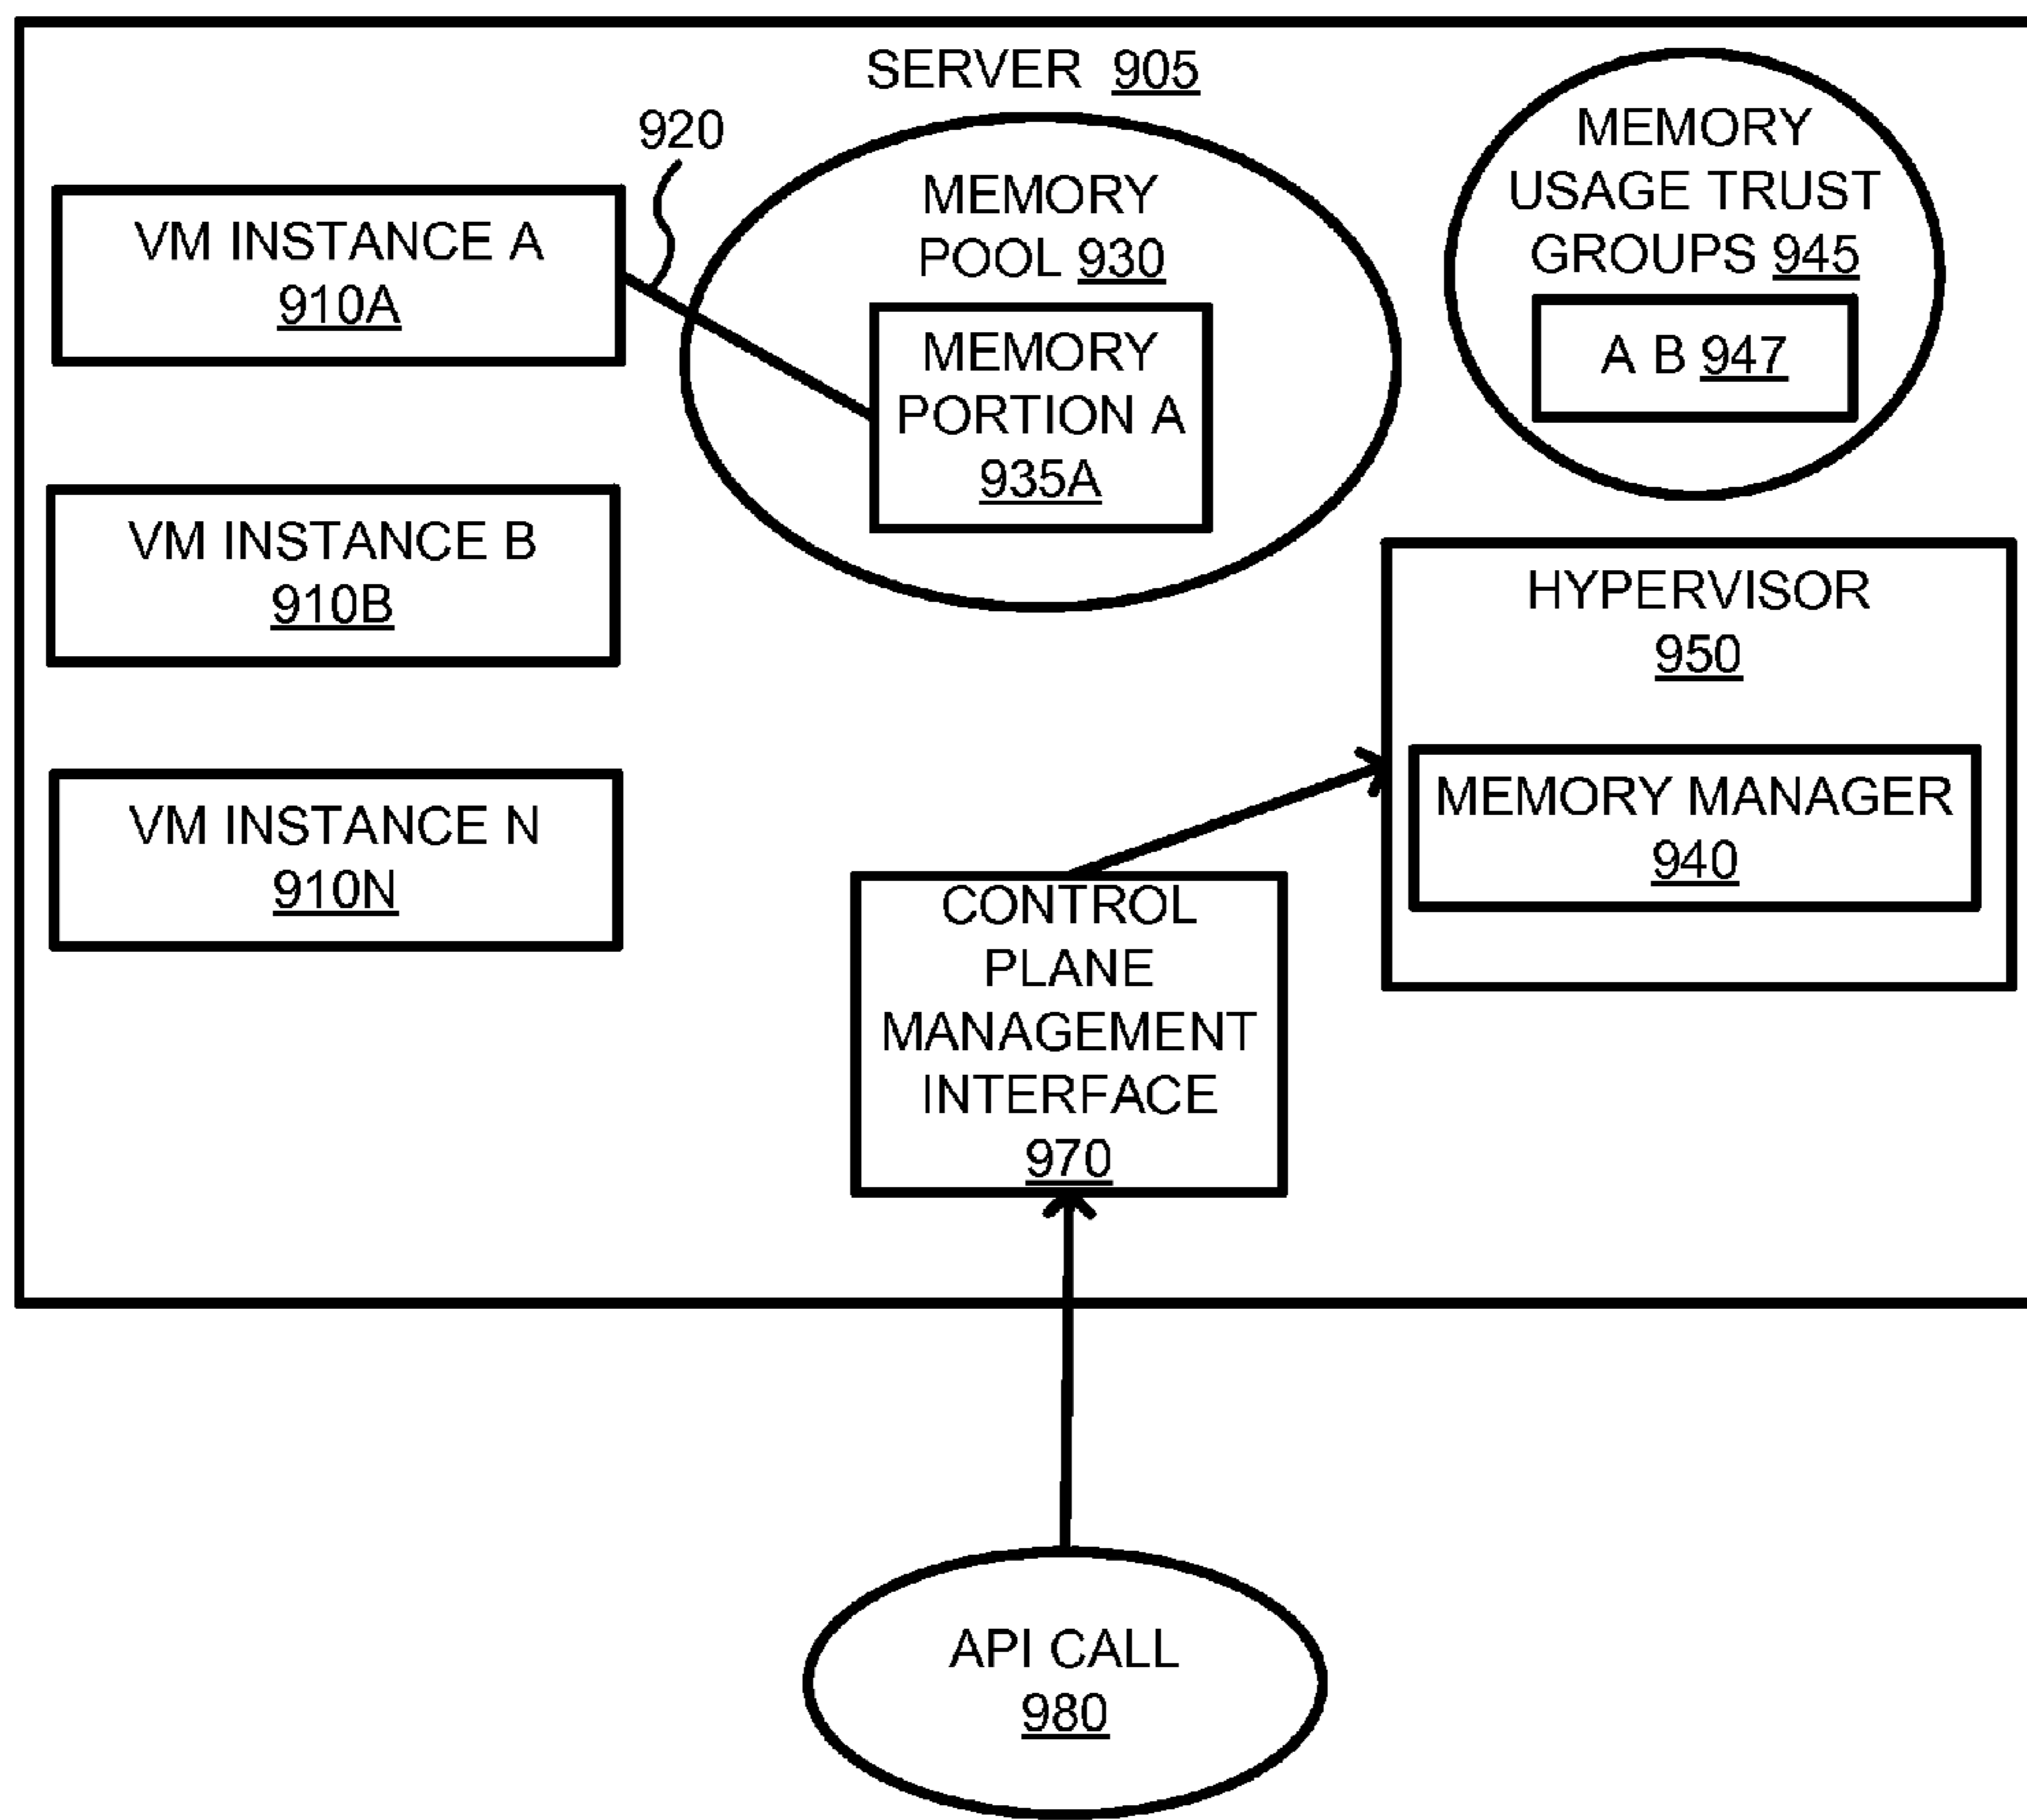 SERVER 905
920
VM INSTANCE A
910A
MEMORY
POOL 930
MEMORY
PORTION A
935A
MEMORY
USAGE TRUST
GROUPS 945
A B 947
VM INSTANCE B
910B
HYPERVISOR
950
MEMORY MANAGER
940
VM INSTANCE N
910N
CONTROL
PLANE
MANAGEMENT
INTERFACE
970
API CALL
980